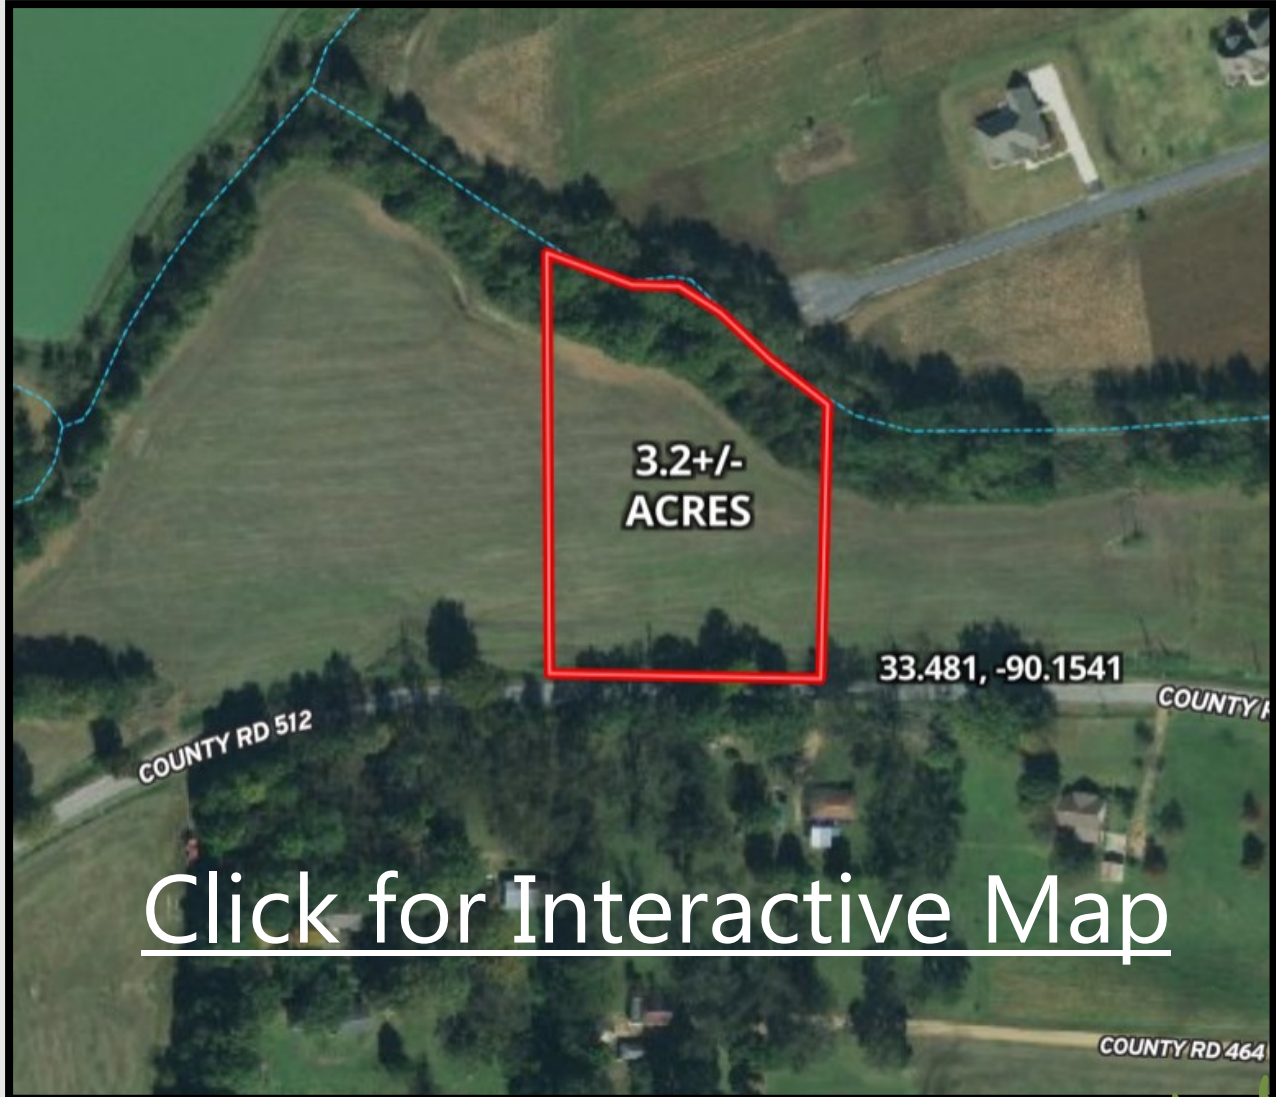 3.2+/-
ACRES
33.481, -90.1541
COUNTY R
COUNTY RD 512
Click for Interactive Map
COUNTY RD 464